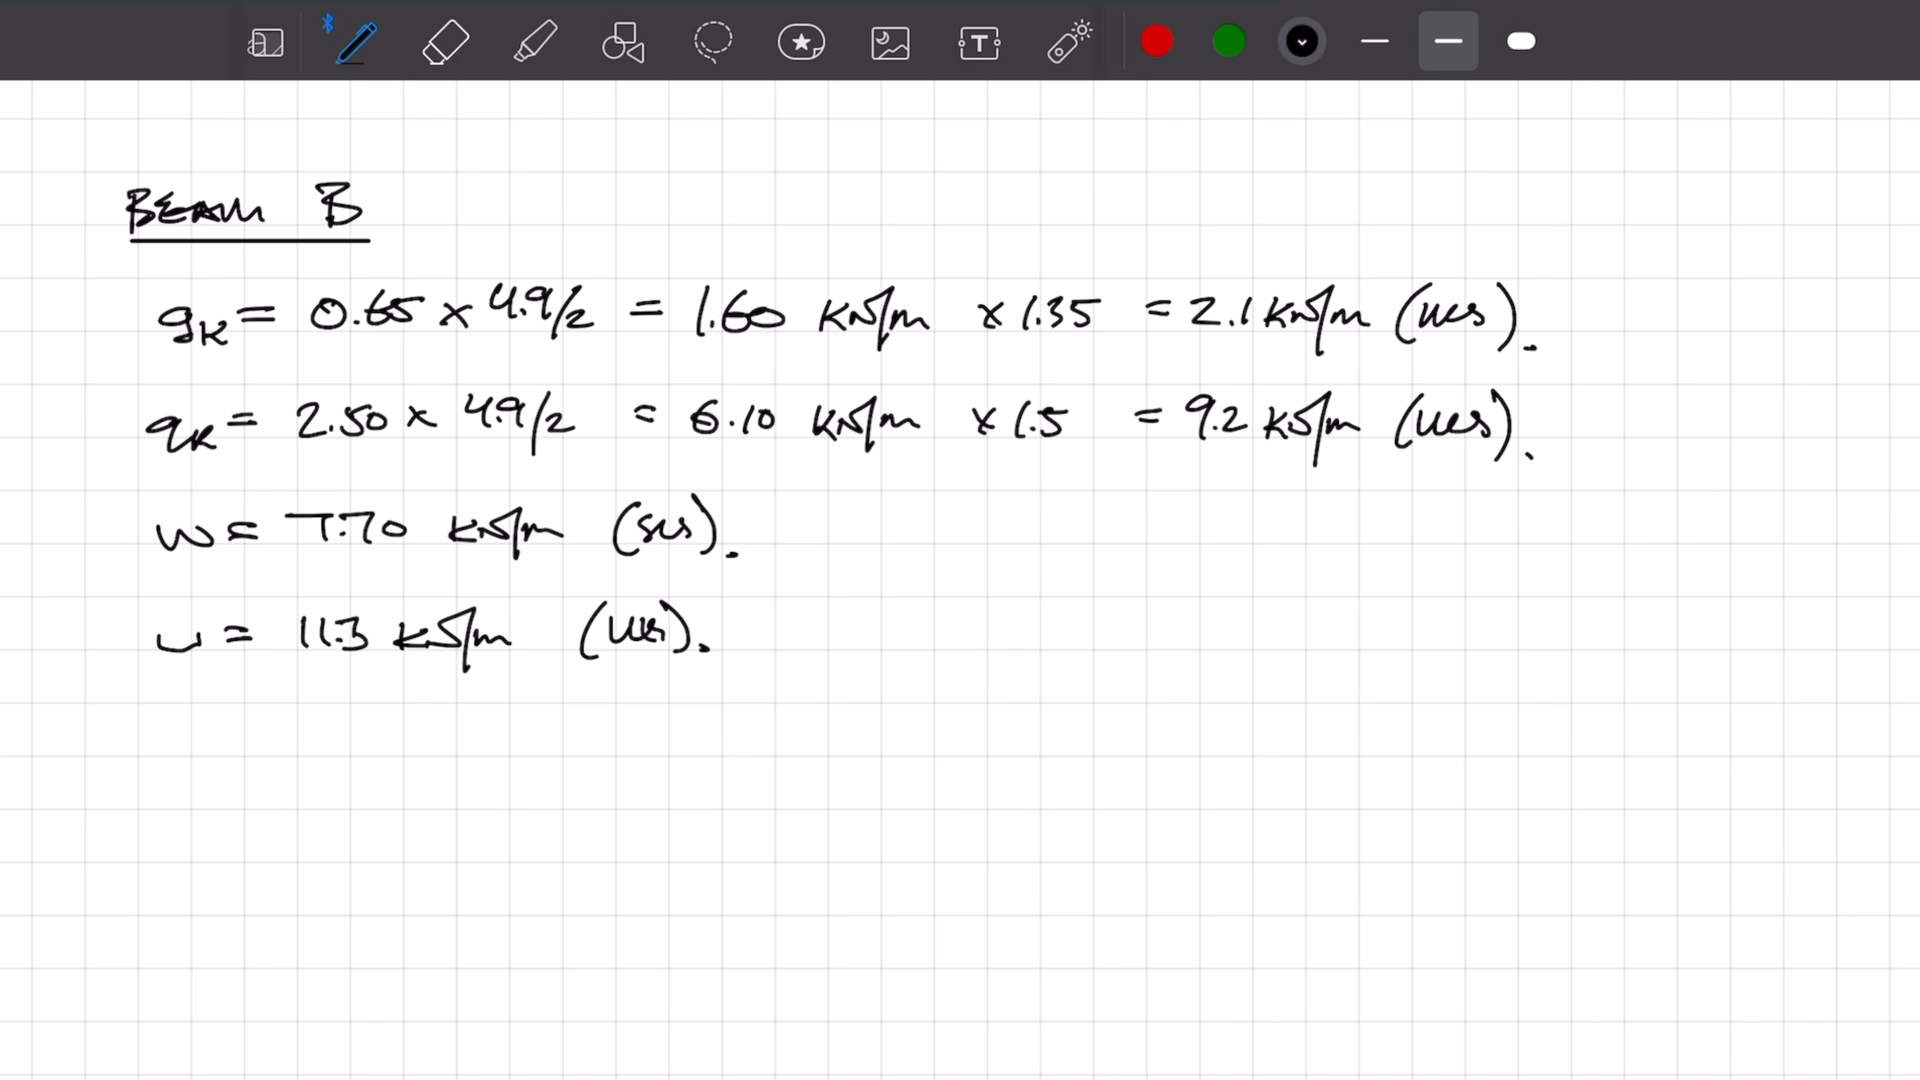 BEAM B
gk = 0.65 x 4.9/2 = 1.60 kN/m x 1.35 = 2.1 kN/m (ULS).
qk = 2.50 x 4.9/2 = 6.10 kN/m x 1.5 = 9.2 kN/m (ULS).
w = 7.70 kN/m (SLS).
w = 11.3 kN/m (ULS).